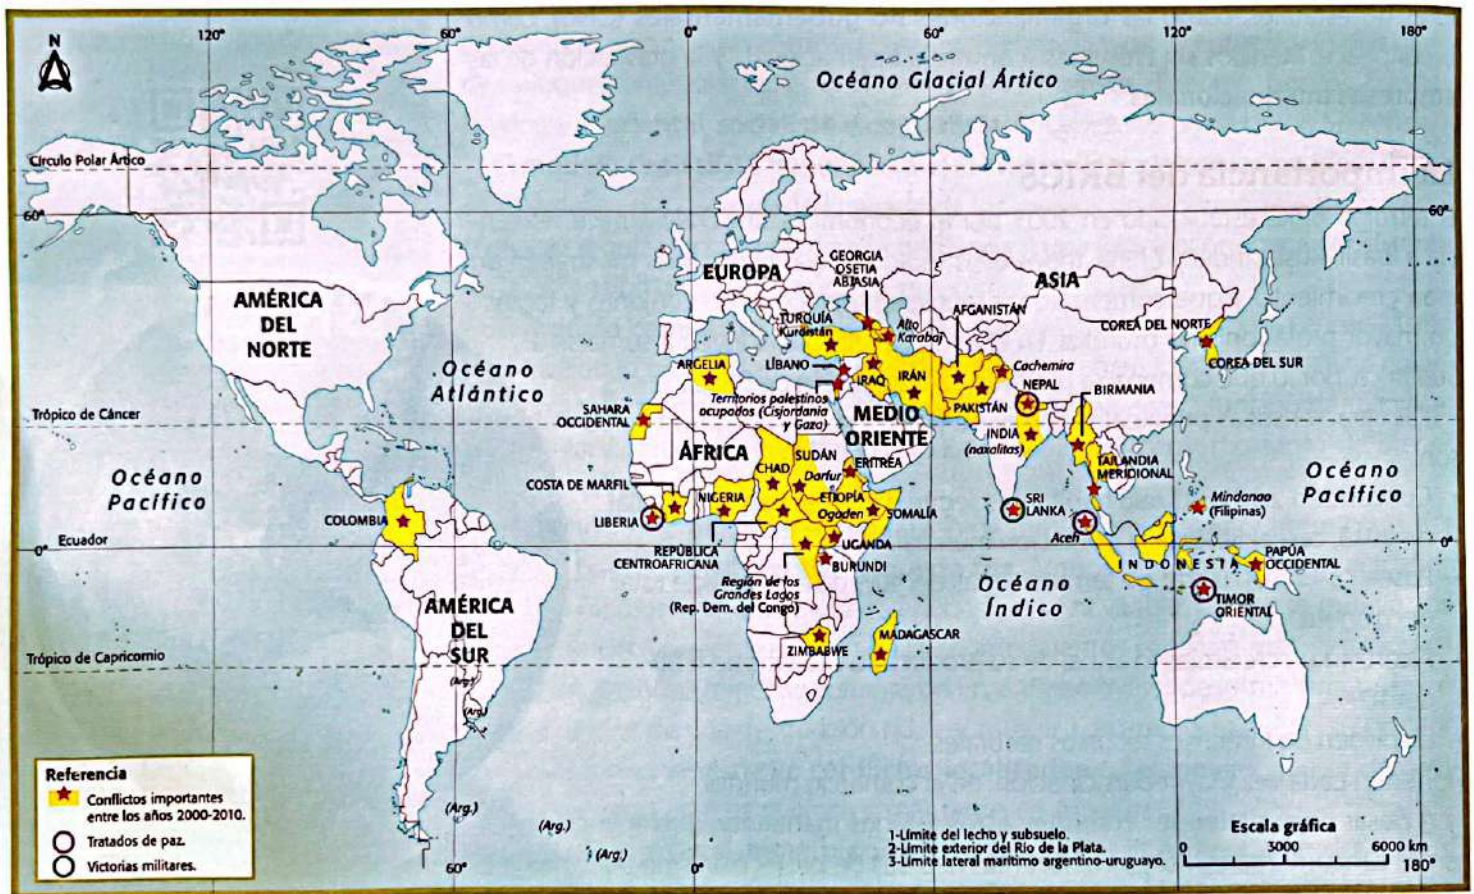 N
120°
60°
0°
60°
120°
180°
Océano Glacial Ártico
Círculo Polar Ártico
60°
60°
EUROPA
GEORGIA
OSETIA
ABJASIA
ASIA
AMÉRICA
DEL
NORTE
TURQUÍA
Kurdistán
Alto
Karabaj
AFGANISTÁN
COREA DEL NORTE
COREA DEL SUR
Océano
Atlántico
ARGELIA
LÍBANO
IRAQ
IRÁN
Cachemira
NEPAL
BIRMANIA
Territorios palestinos
ocupados (Cisjordania
y Gaza)
PAKISTÁN
Trópico de Cáncer
SAHARA
OCCIDENTAL
MEDIO
ORIENTE
INDIA
(naxalitas)
ÁFRICA
SUDÁN
ERITREA
CHAD
Darfur
TAILANDIA
MERIDIONAL
Océano
Pacífico
Océano
Pacífico
COSTA DE MARFIL
NIGERIA
ETIOPÍA
Ogaden
SOMALÍA
SRI
LANKA
Mindanao
(Filipinas)
COLOMBIA
LIBERIA
Aceh
Ecuador
0°
0°
REPÚBLICA
CENTROAFRICANA
UGANDA
BURUNDI
INDONESIA
PAPÚA
OCCIDENTAL
Región de los
Grandes Lagos
(Rep. Dem. del Congo)
Océano
Índico
TIMOR
ORIENTAL
AMÉRICA
DEL
SUR
ZIMBABWE
MADAGASCAR
Trópico de Capricornio
(Arg.)
(Arg.)
Referencia
Conflictos importantes
entre los años 2000-2010.
Tratados de paz.
Victorias militares.
(Arg.)
(Arg.)
(Arg.)
1-Límite del lecho y subsuelo.
2-Límite exterior del Río de la Plata.
3-Límite lateral marítimo argentino-uruguayo.
Escala gráfica
0 3000 6000 km
60°
0°
60°
120°
180°